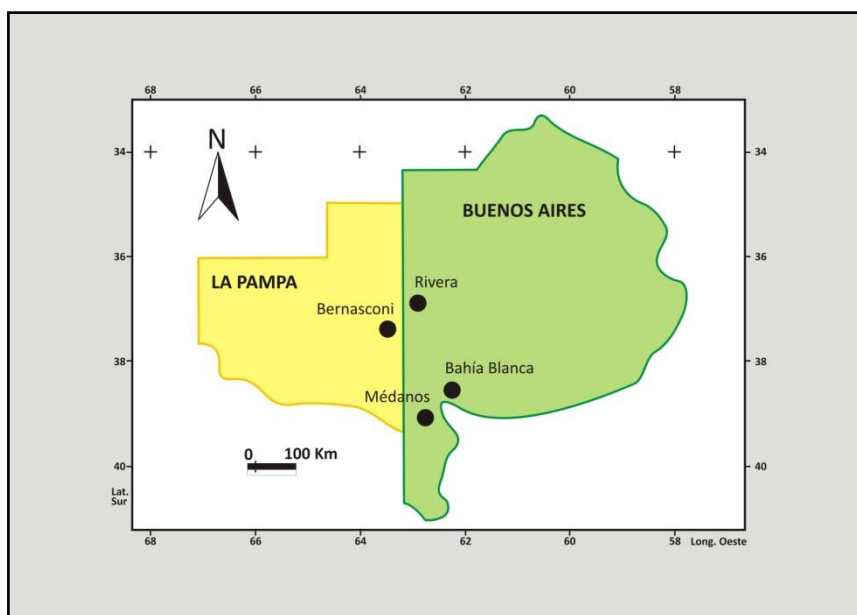 68 66 64 62 60 58
N
34 34
BUENOS AIRES
36 36
LA PAMPA
Rivera
Bernasconi
38 38
Bahía Blanca
Médanos
0 100 Km
40 40
Lat.
Sur
68 66 64 62 60 58 Long. Oeste